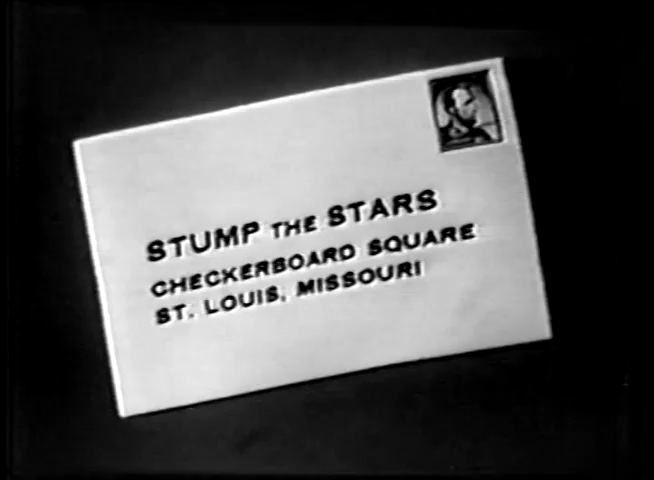 STUMP THE STARS
CHECKERBOARD SQUARE
ST. LOUIS, MISSOURI